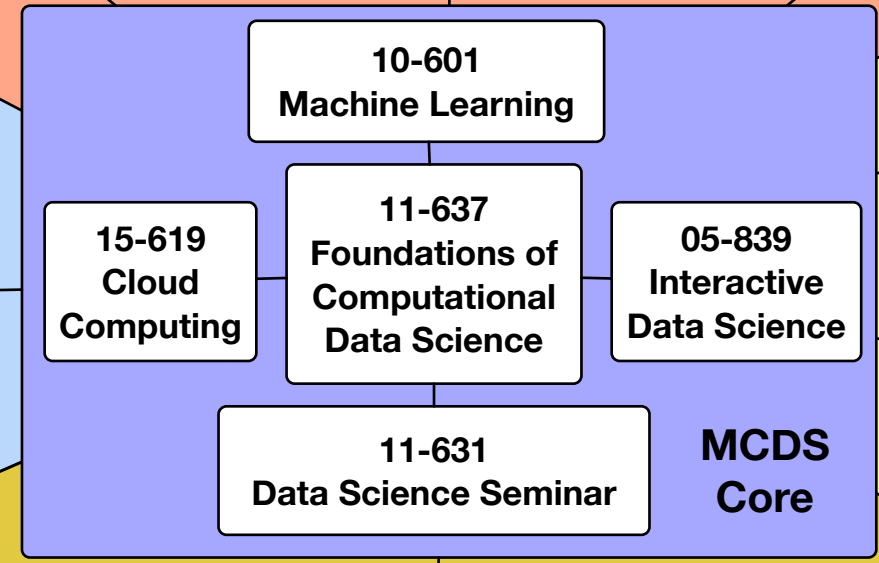 10-601
Machine Learning
11-637
Foundations of
Computational
Data Science
15-619
Cloud
Computing
05-839
Interactive
Data Science
11-631
Data Science Seminar
MCDS
Core